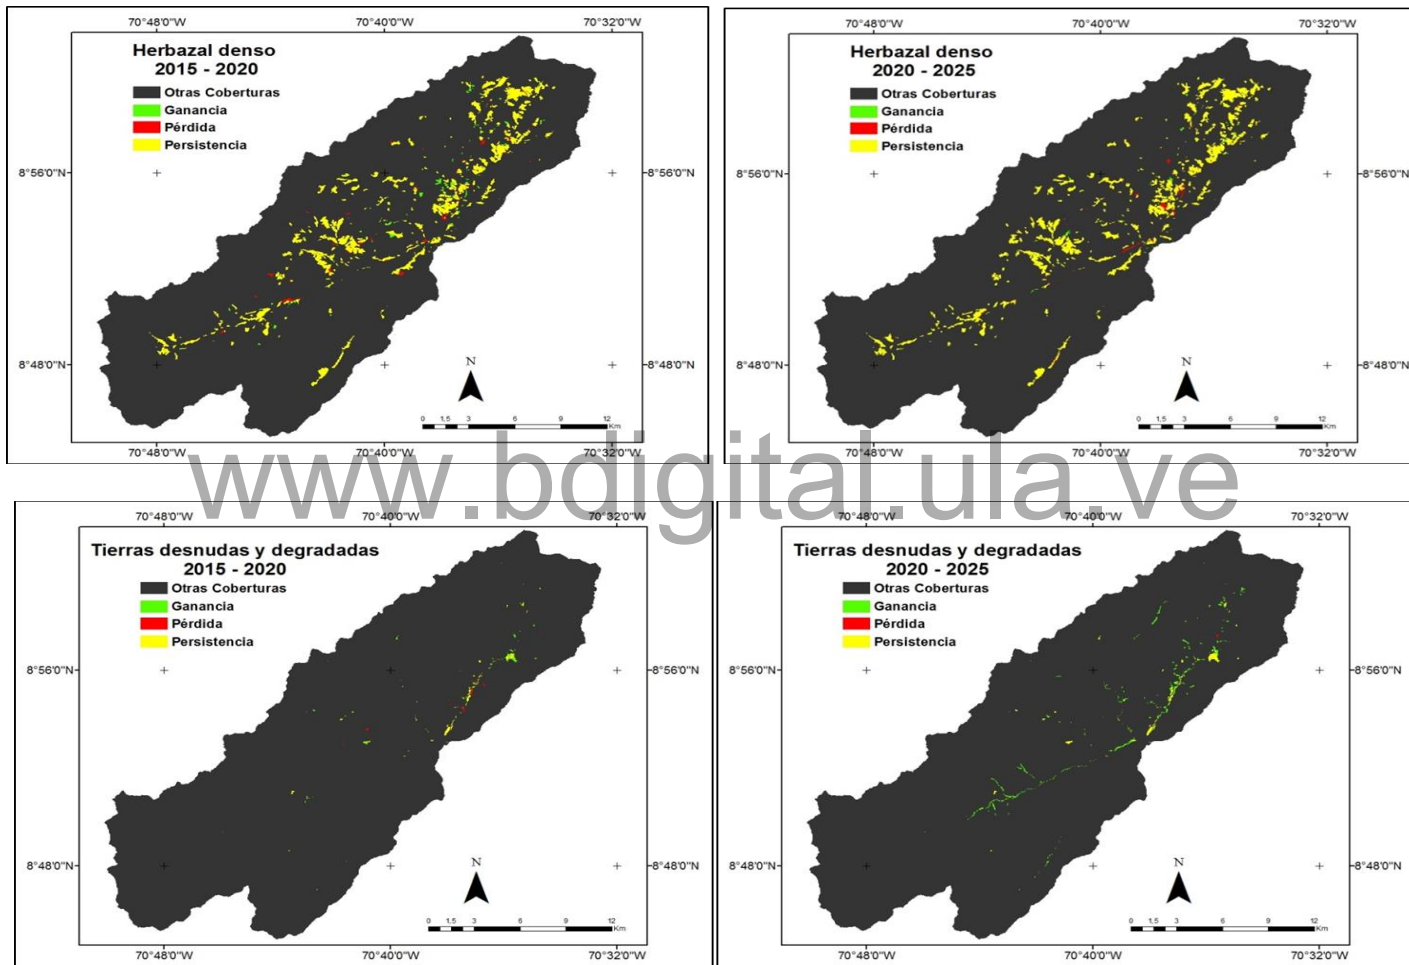 70°48'0"W 70°40'0"W 70°32'0"W
Herbazal denso
2015 - 2020
Otras Coberturas
Ganancia
Pérdida
Persistencia
8°56'0"N 8°56'0"N
8°48'0"N 8°48'0"N
N
0 1,5 3 6 9 12
Km
70°48'0"W 70°40'0"W 70°32'0"W
70°48'0"W 70°40'0"W 70°32'0"W
Herbazal denso
2020 - 2025
Otras Coberturas
Ganancia
Pérdida
Persistencia
8°56'0"N 8°56'0"N
8°48'0"N 8°48'0"N
N
0 1,5 3 6 9 12
Km
70°48'0"W 70°40'0"W 70°32'0"W
www.bdigital.ula.ve
70°48'0"W 70°40'0"W 70°32'0"W
Tierras desnudas y degradadas
2015 - 2020
Otras Coberturas
Ganancia
Pérdida
Persistencia
8°56'0"N 8°56'0"N
8°48'0"N 8°48'0"N
N
0 1,5 3 6 9 12
Km
70°48'0"W 70°40'0"W 70°32'0"W
70°48'0"W 70°40'0"W 70°32'0"W
Tierras desnudas y degradadas
2020 - 2025
Otras Coberturas
Ganancia
Pérdida
Persistencia
8°56'0"N 8°56'0"N
8°48'0"N 8°48'0"N
N
0 1,5 3 6 9 12
Km
70°48'0"W 70°40'0"W 70°32'0"W